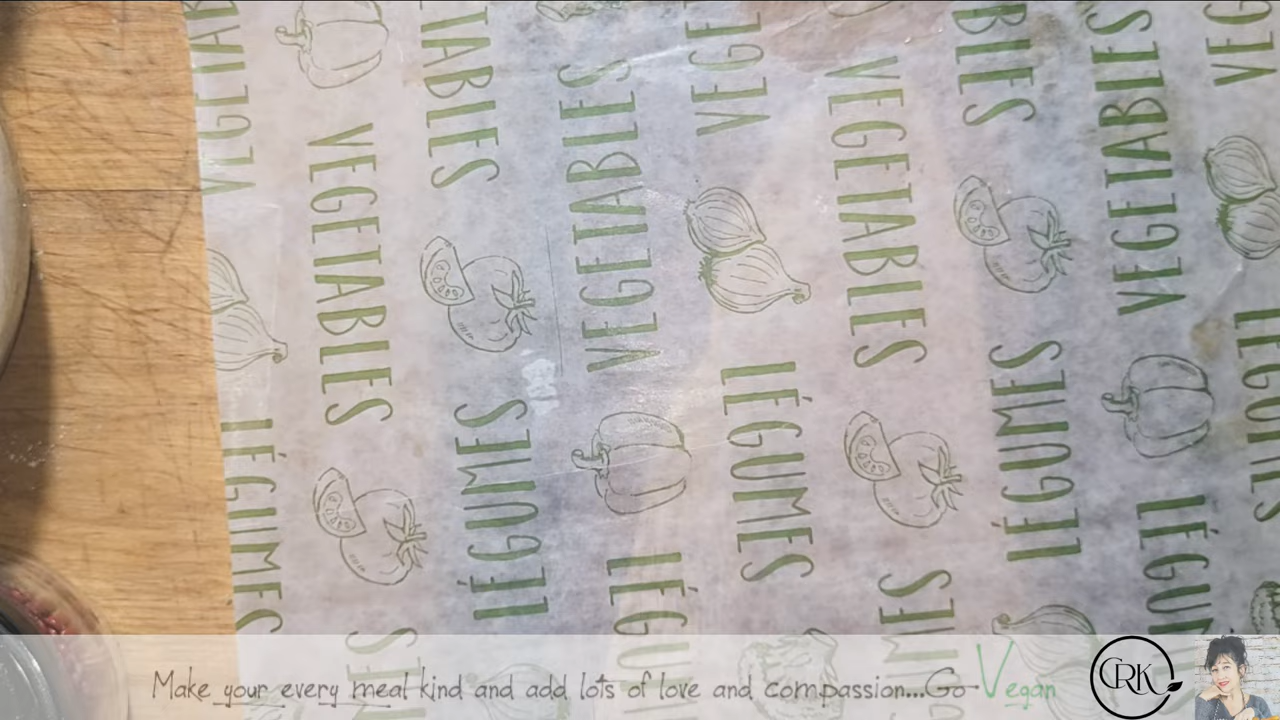 VEGETABLES
VEGETABLES
LÉGUMES
VEGETABLES
LÉGUMES
VEGETABLES
LÉGUMES
VEGETABLES
LÉGUMES
Make your every meal kind and add lots of love and compassion...Go Vegan
CRK